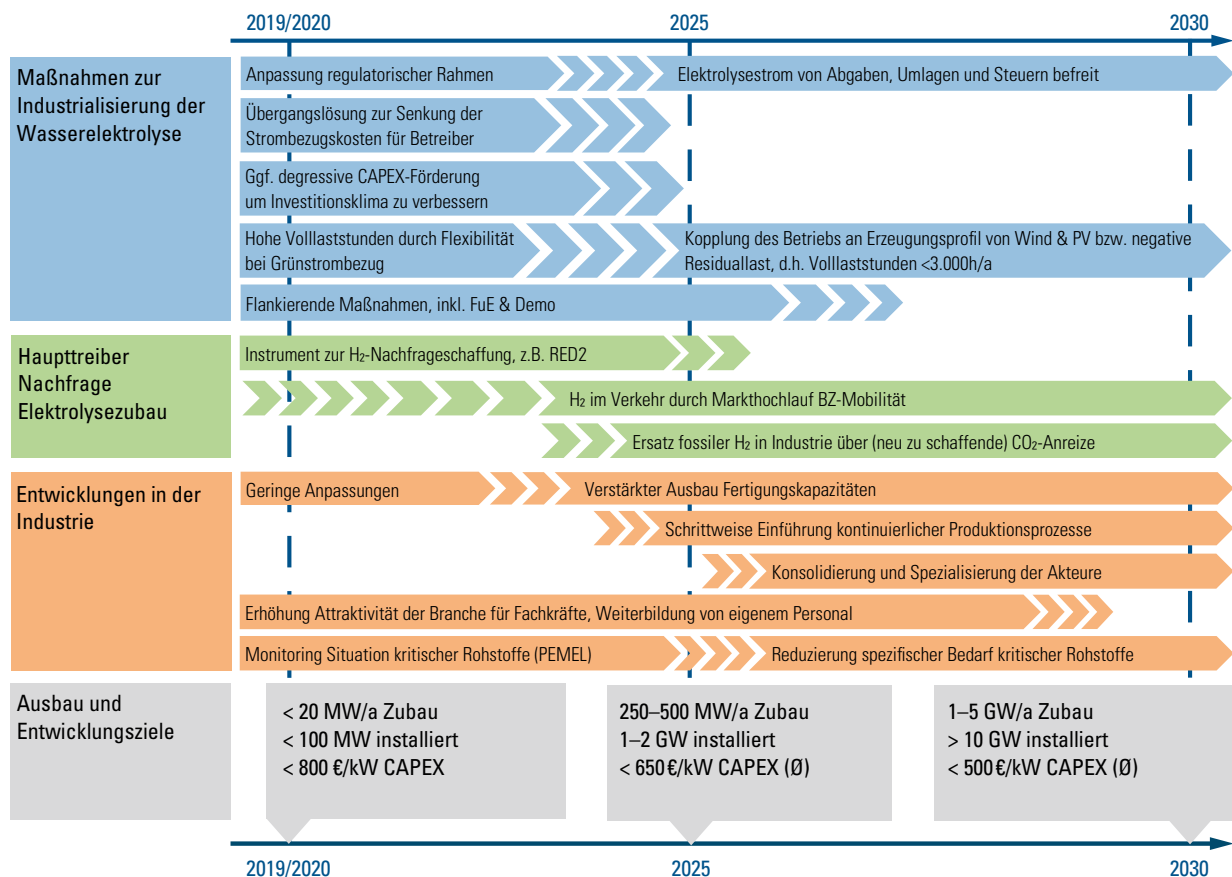 2019/2020
2025
2030
Maßnahmen zur
Industrialisierung der
Wasserelektrolyse
Anpassung regulatorischer Rahmen
Elektrolysestrom von Abgaben, Umlagen und Steuern befreit
Übergangslösung zur Senkung der
Strombezugskosten für Betreiber
Ggf. degressive CAPEX-Förderung
um Investitionsklima zu verbessern
Hohe Volllaststunden durch Flexibilität
bei Grünstrombezug
Kopplung des Betriebs an Erzeugungsprofil von Wind & PV bzw. negative
Residuallast, d.h. Volllaststunden <3.000h/a
Flankierende Maßnahmen, inkl. FuE & Demo
Haupttreiber
Nachfrage
Elektrolysezubau
Instrument zur H₂-Nachfrageschaffung, z.B. RED2
H₂ im Verkehr durch Markthochlauf BZ-Mobilität
Ersatz fossiler H₂ in Industrie über (neu zu schaffende) CO₂-Anreize
Entwicklungen in der
Industrie
Geringe Anpassungen
Verstärkter Ausbau Fertigungskapazitäten
Schrittweise Einführung kontinuierlicher Produktionsprozesse
Konsolidierung und Spezialisierung der Akteure
Erhöhung Attraktivität der Branche für Fachkräfte, Weiterbildung von eigenem Personal
Monitoring Situation kritischer Rohstoffe (PEMEL)
Reduzierung spezifischer Bedarf kritischer Rohstoffe
Ausbau und
Entwicklungsziele
< 20 MW/a Zubau
< 100 MW installiert
< 800 €/kW CAPEX
250–500 MW/a Zubau
1–2 GW installiert
< 650 €/kW CAPEX (Ø)
1–5 GW/a Zubau
> 10 GW installiert
< 500 €/kW CAPEX (Ø)
2019/2020
2025
2030